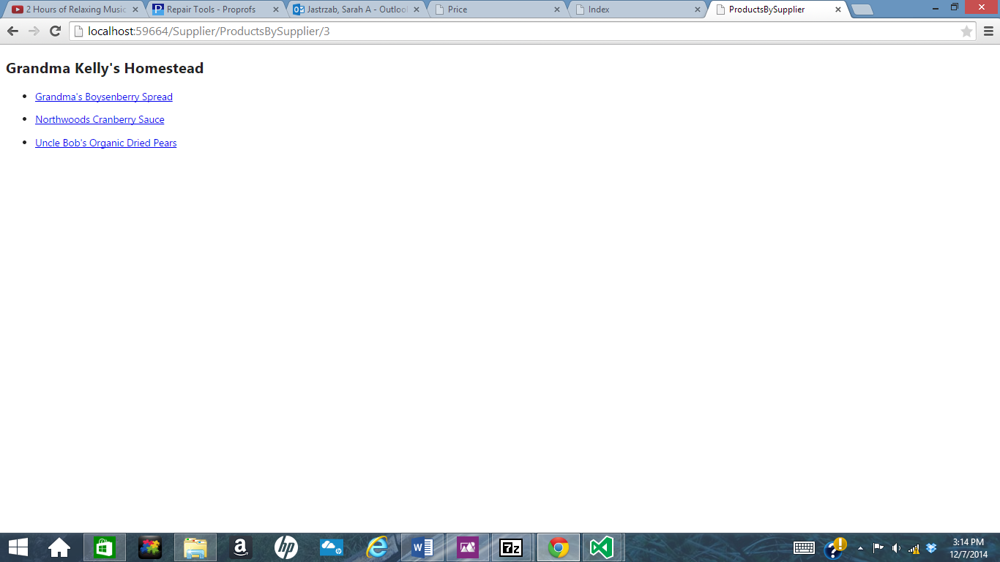 2 Hours of Relaxing Music
Repair Tools - Proprofs
Jastrzab, Sarah A - Outloo
Price
Index
ProductsBySupplier
localhost:59664/Supplier/ProductsBySupplier/3
Grandma Kelly's Homestead
Grandma's Boysenberry Spread
Northwoods Cranberry Sauce
Uncle Bob's Organic Dried Pears
3:14 PM
12/7/2014